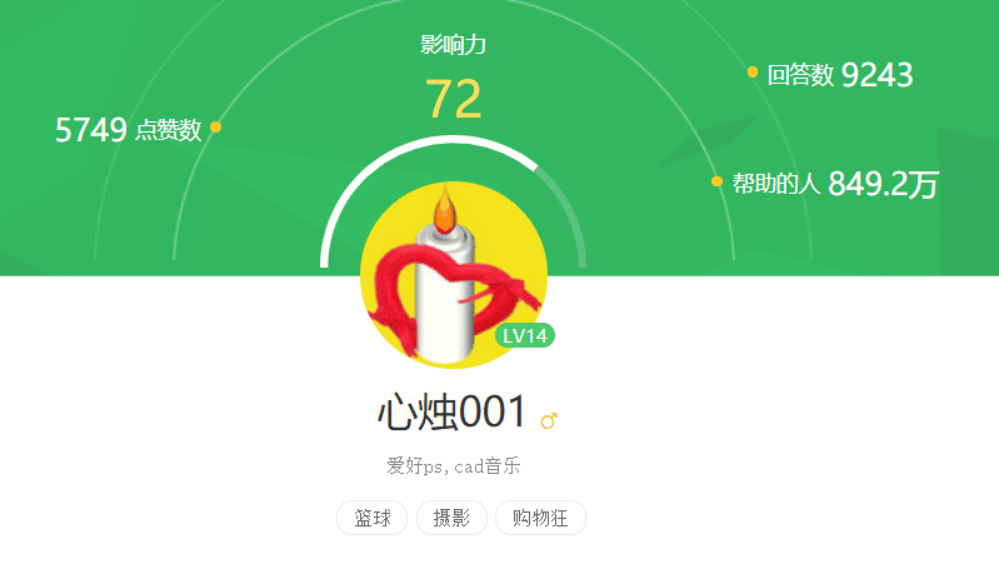 影响力
72
回答数 9243
5749 点赞数
帮助的人 849.2万
LV14
心烛001
爱好ps, cad音乐
篮球 摄影 购物狂